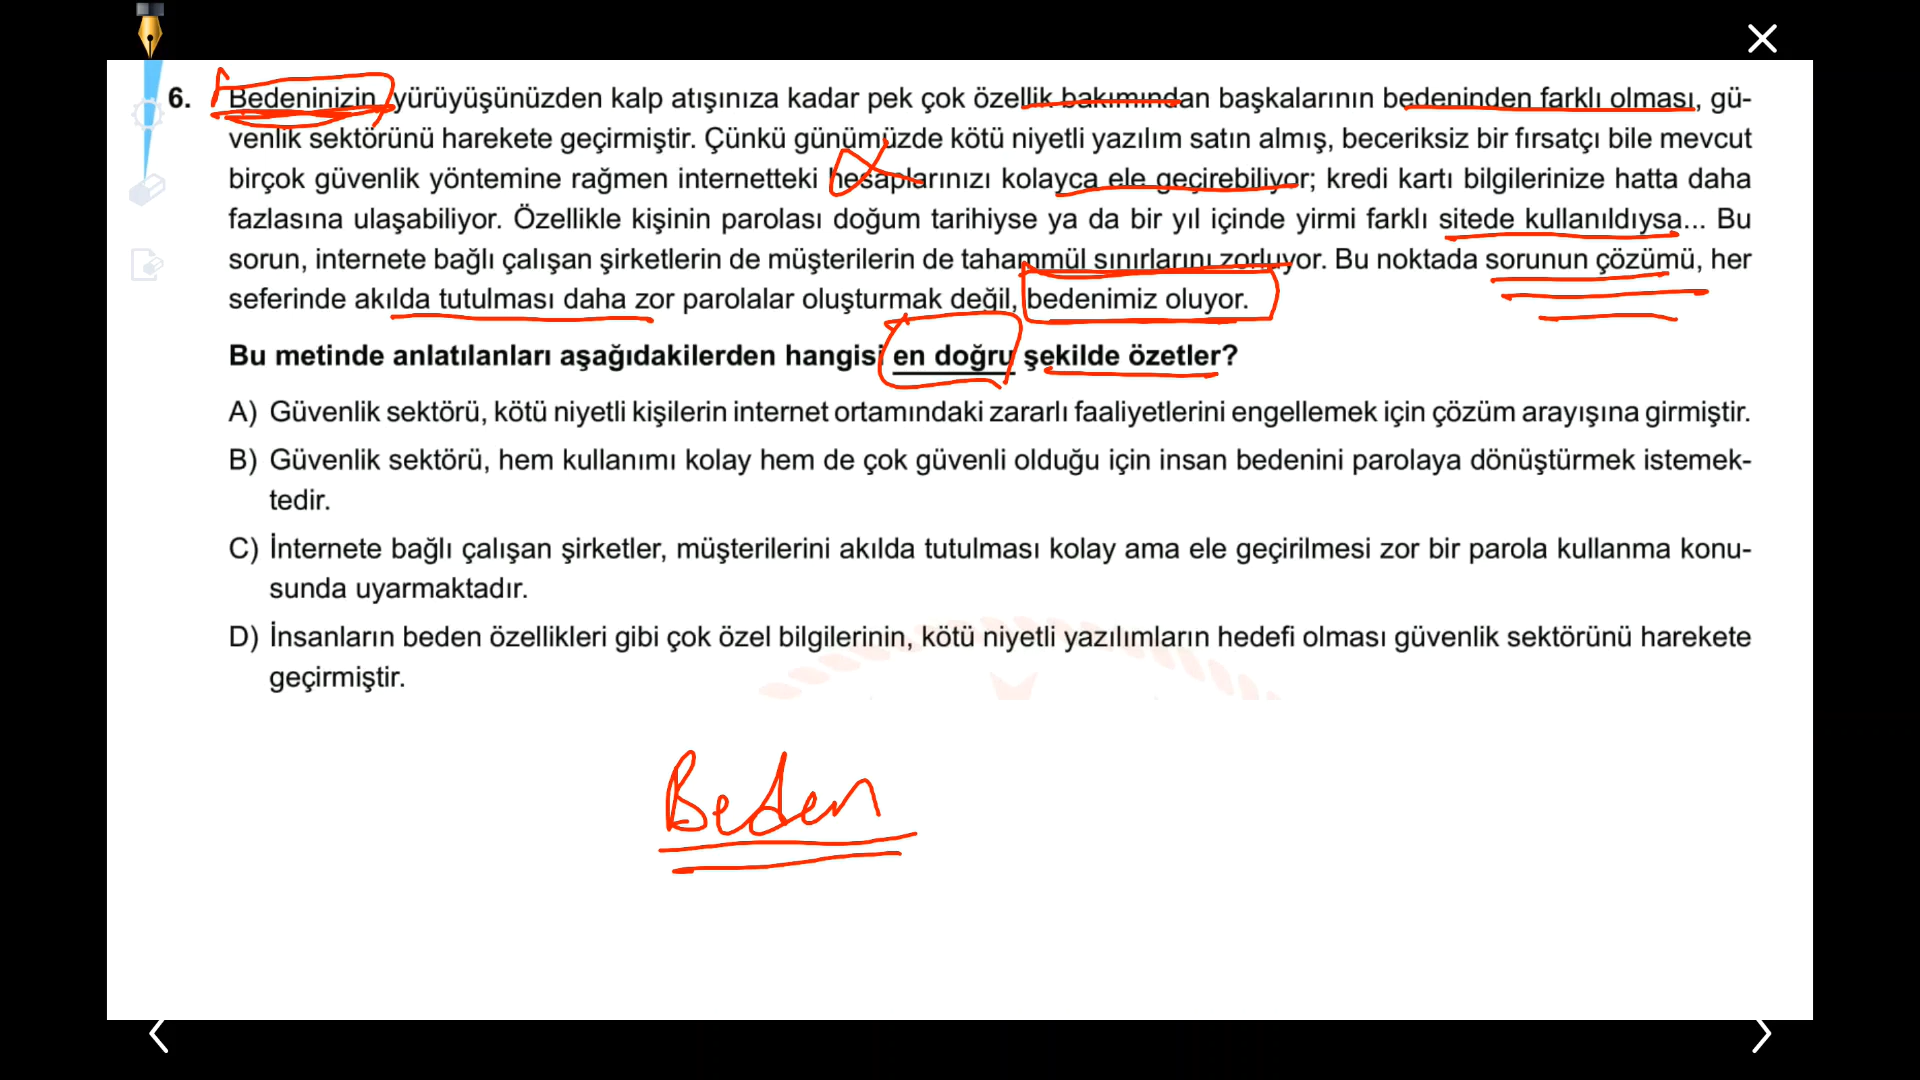 6. Bedeninizin yürüyüşünüzden kalp atışınıza kadar pek çok özellik bakımından başkalarının bedeninden farklı olması, gü-
venlik sektörünü harekete geçirmiştir. Çünkü günümüzde kötü niyetli yazılım satın almış, beceriksiz bir fırsatçı bile mevcut
birçok güvenlik yöntemine rağmen internetteki hesaplarınızı kolayca ele geçirebiliyor; kredi kartı bilgilerinize hatta daha
fazlasına ulaşabiliyor. Özellikle kişinin parolası doğum tarihiyse ya da bir yıl içinde yirmi farklı sitede kullanıldıysa... Bu
sorun, internete bağlı çalışan şirketlerin de müşterilerin de tahammül sınırlarını zorluyor. Bu noktada sorunun çözümü, her
seferinde akılda tutulması daha zor parolalar oluşturmak değil, bedenimiz oluyor.
Bu metinde anlatılanları aşağıdakilerden hangisi en doğru şekilde özetler?
A) Güvenlik sektörü, kötü niyetli kişilerin internet ortamındaki zararlı faaliyetlerini engellemek için çözüm arayışına girmiştir.
B) Güvenlik sektörü, hem kullanımı kolay hem de çok güvenli olduğu için insan bedenini parolaya dönüştürmek istemek-
tedir.
C) İnternete bağlı çalışan şirketler, müşterilerini akılda tutulması kolay ama ele geçirilmesi zor bir parola kullanma konu-
sunda uyarmaktadır.
D) İnsanların beden özellikleri gibi çok özel bilgilerinin, kötü niyetli yazılımların hedefi olması güvenlik sektörünü harekete
geçirmiştir.
Beden